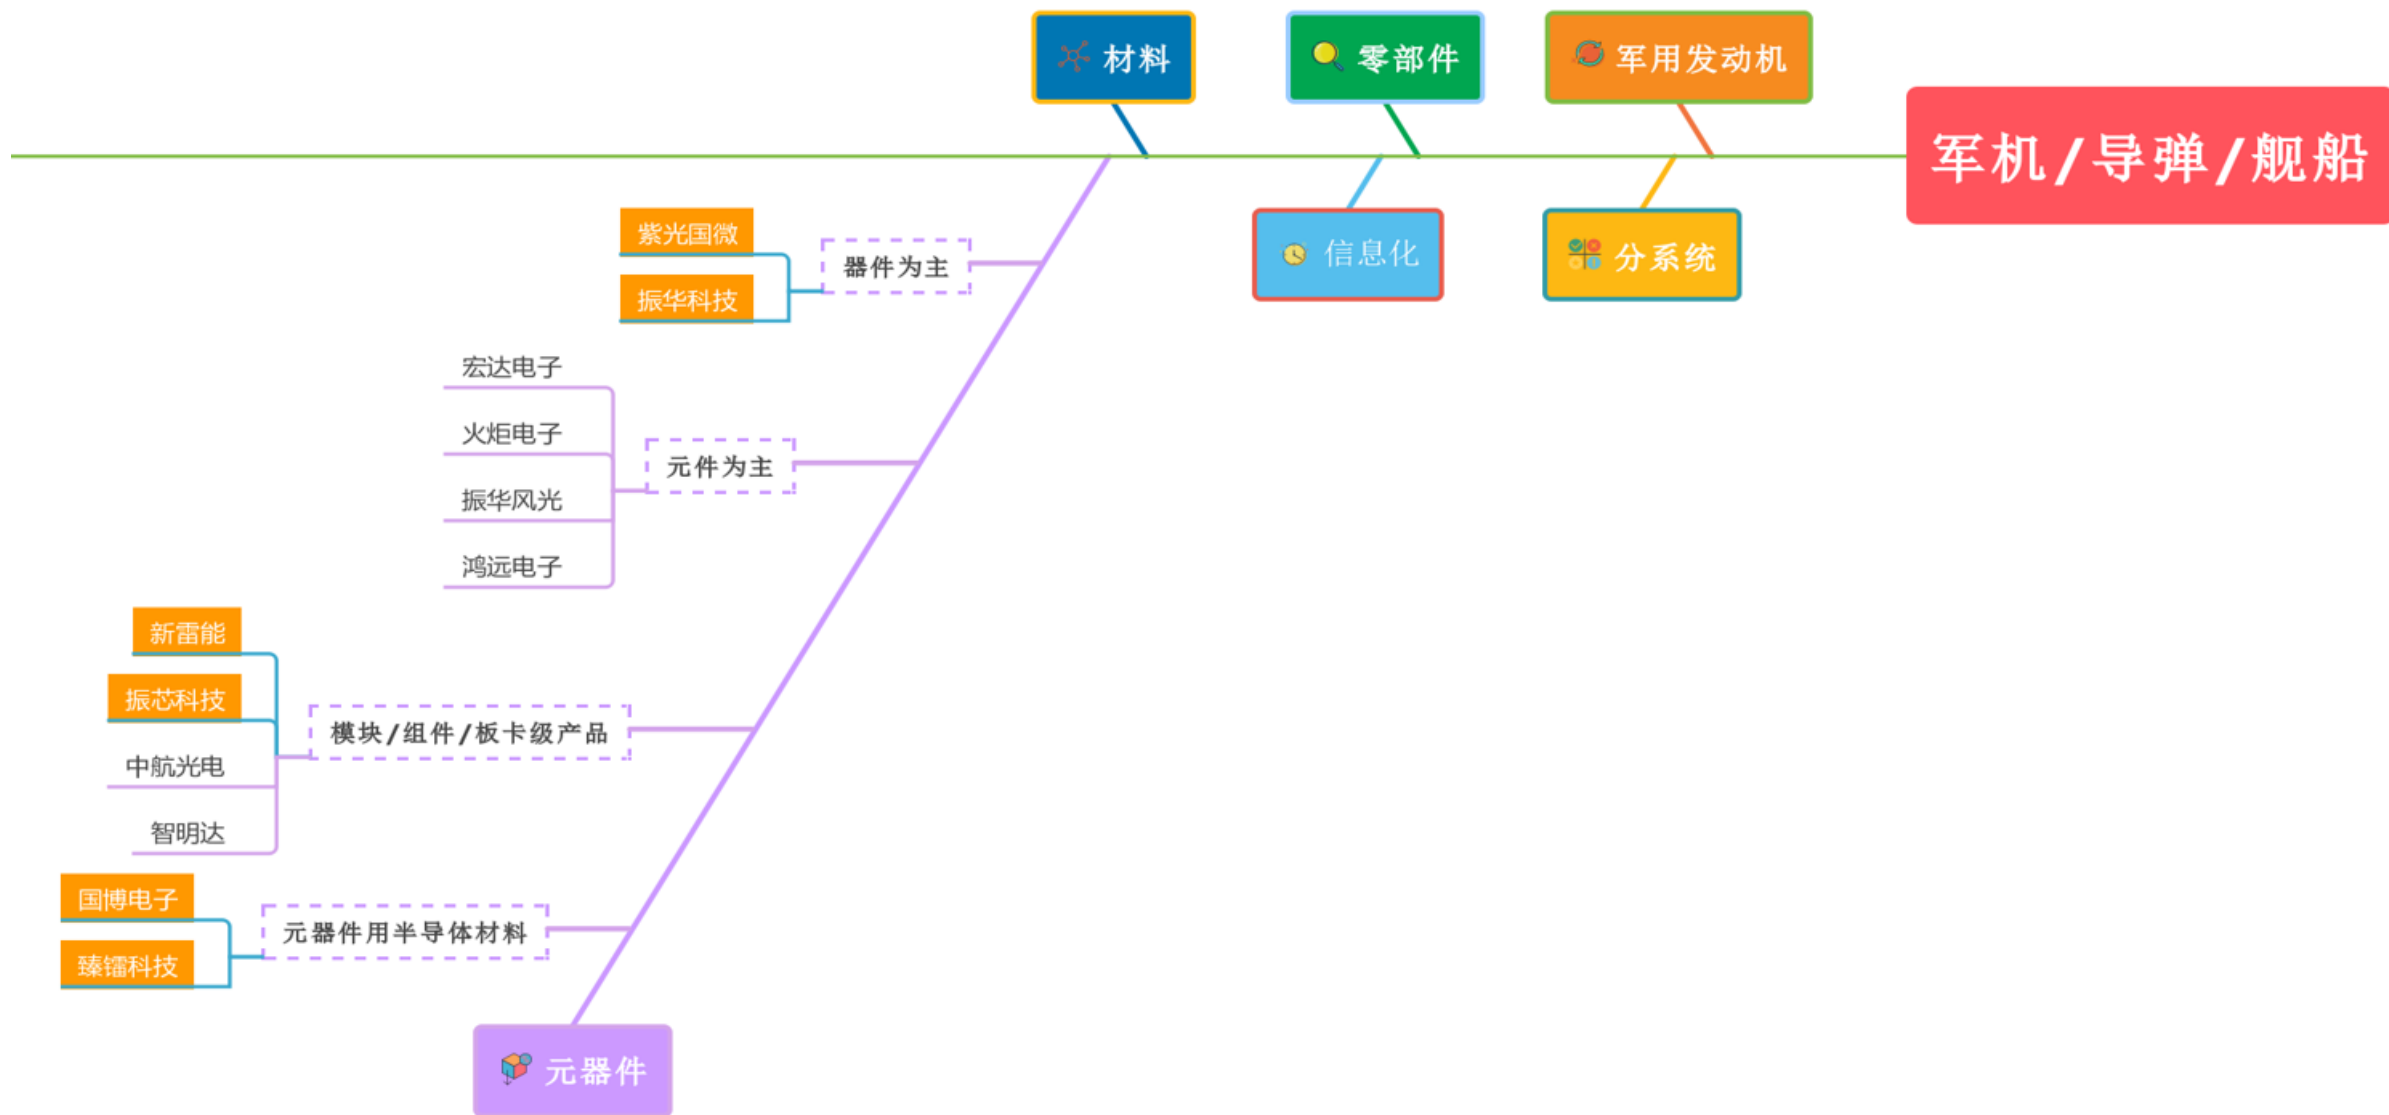 材料
零部件
军用发动机
军机/导弹/舰船
信息化
分系统
紫光国微
振华科技
器件为主
宏达电子
火炬电子
振华风光
鸿远电子
元件为主
新雷能
振芯科技
中航光电
智明达
模块/组件/板卡级产品
国博电子
臻镭科技
元器件用半导体材料
元器件